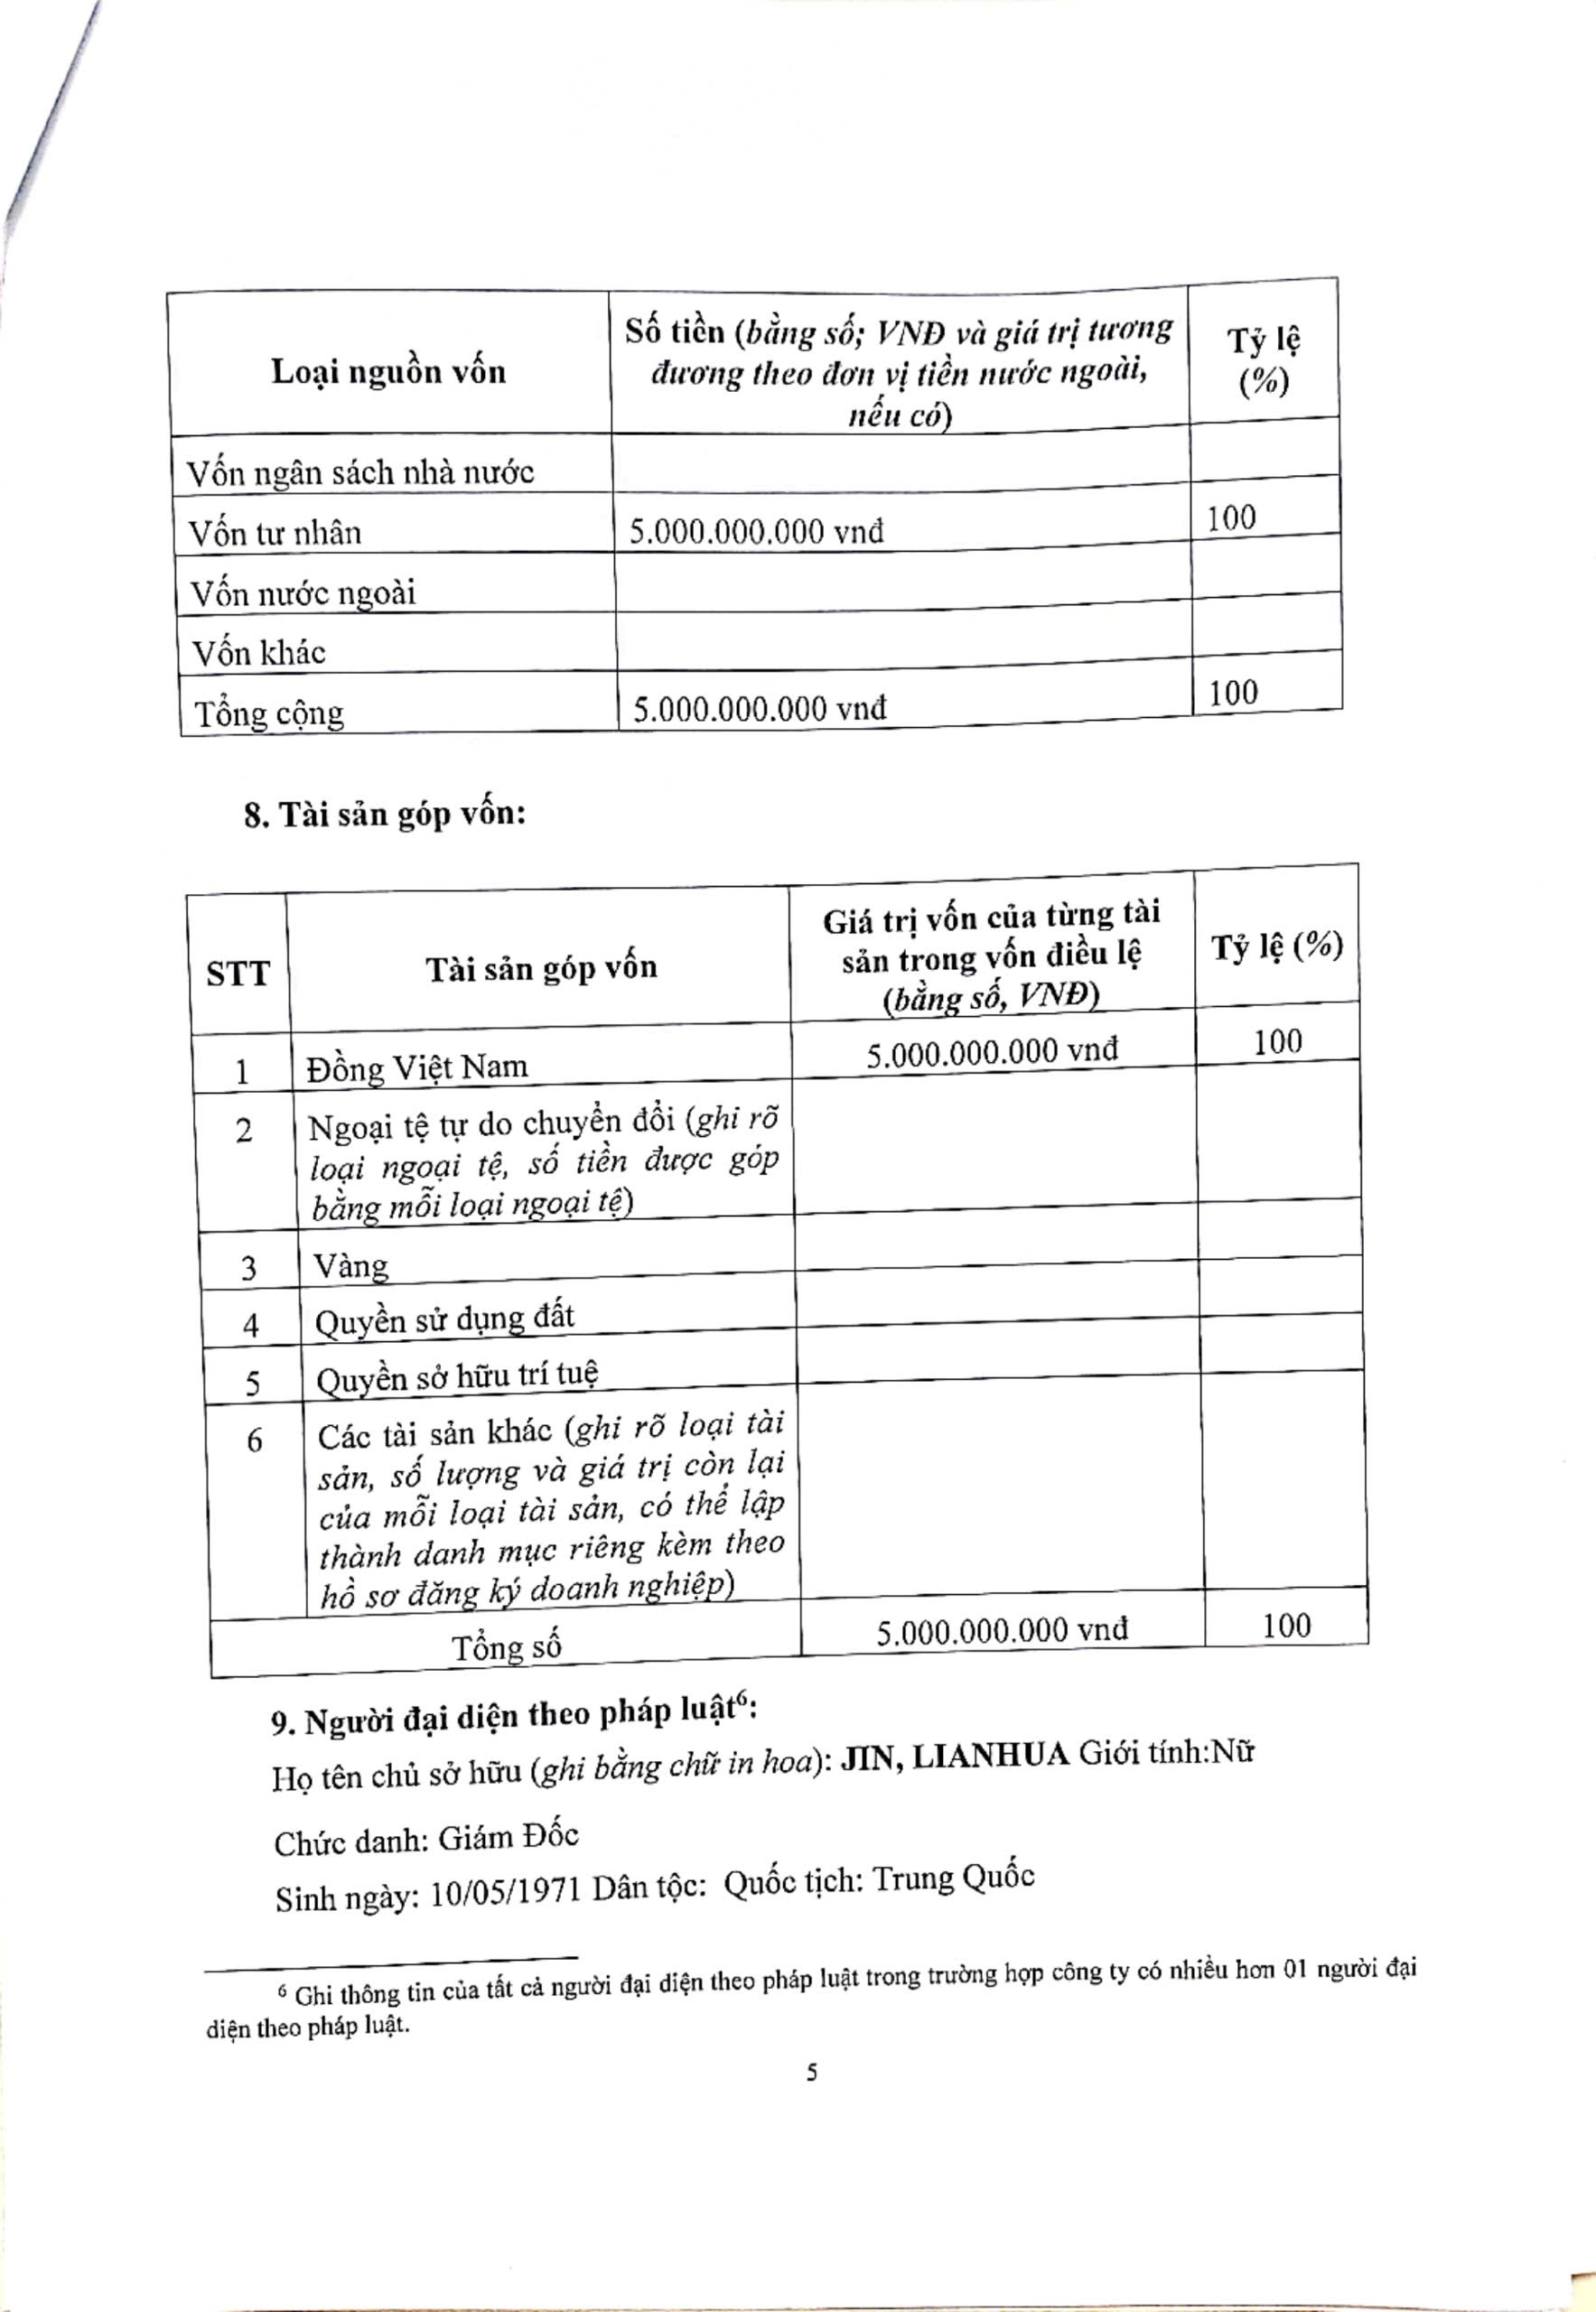 Loại nguồn vốn
Số tiền (bằng số; VNĐ và giá trị tương
đương theo đơn vị tiền nước ngoài,
nếu có)
Tỷ lệ
(%)
Vốn ngân sách nhà nước
Vốn tư nhân 5.000.000.000 vnđ 100
Vốn nước ngoài
Vốn khác
Tổng cộng 5.000.000.000 vnđ 100
8. Tài sản góp vốn:
STT
Tài sản góp vốn
Giá trị vốn của từng tài
sản trong vốn điều lệ
(bằng số, VNĐ)
Tỷ lệ (%)
1 Đồng Việt Nam 5.000.000.000 vnđ 100
2 Ngoại tệ tự do chuyển đổi (ghi rõ
loại ngoại tệ, số tiền được góp
bằng mỗi loại ngoại tệ)
3 Vàng
4 Quyền sử dụng đất
5 Quyền sở hữu trí tuệ
6 Các tài sản khác (ghi rõ loại tài
sản, số lượng và giá trị còn lại
của mỗi loại tài sản, có thể lập
thành danh mục riêng kèm theo
hồ sơ đăng ký doanh nghiệp)
Tổng số 5.000.000.000 vnđ 100
9. Người đại diện theo pháp luật⁶:
Họ tên chủ sở hữu (ghi bằng chữ in hoa): JIN, LIANHUA Giới tính:Nữ
Chức danh: Giám Đốc
Sinh ngày: 10/05/1971 Dân tộc: Quốc tịch: Trung Quốc
⁶ Ghi thông tin của tất cả người đại diện theo pháp luật trong trường hợp công ty có nhiều hơn 01 người đại
diện theo pháp luật.
5